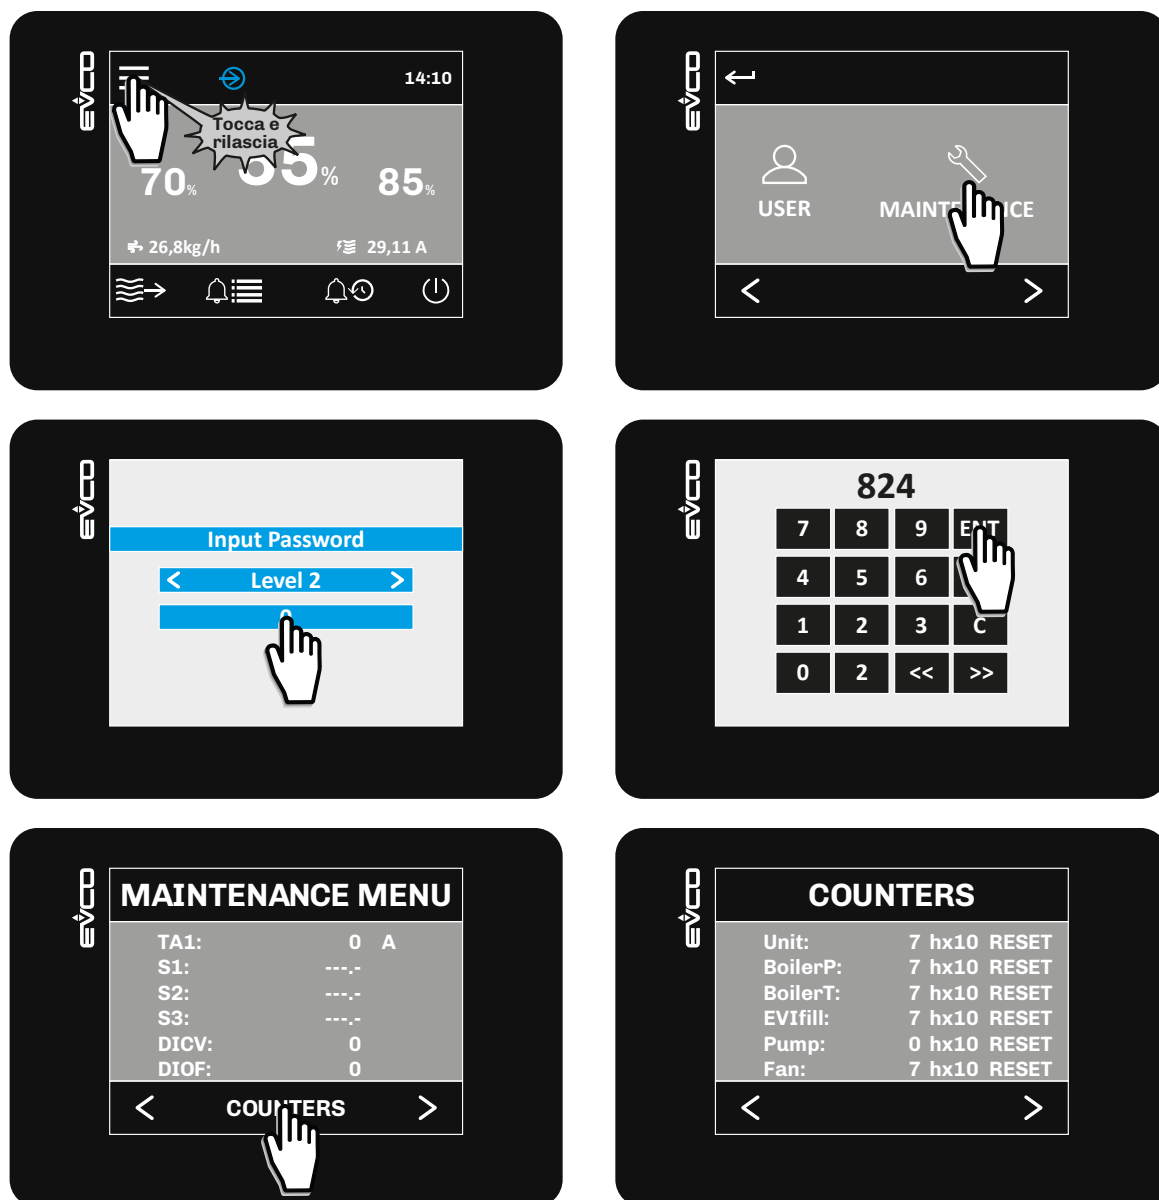 EVCO
14:10
Tocca e
rilascia
70%
%
85%
26,8kg/h
29,11 A
EVCO
USER
EVCO
Input Password
< Level 2 >
EVCO
824
7 8 9 ENT
4 5 6
1 2 3 C
0 2 << >>
EVCO
MAINTENANCE MENU
TA1: 0 A
S1: ---.-
S2: ---.-
S3: ---.-
DICV: 0
DIOF: 0
< COUNTERS >
EVCO
COUNTERS
Unit: 7 hx10 RESET
BoilerP: 7 hx10 RESET
BoilerT: 7 hx10 RESET
EVIfill: 7 hx10 RESET
Pump: 0 hx10 RESET
Fan: 7 hx10 RESET
< >